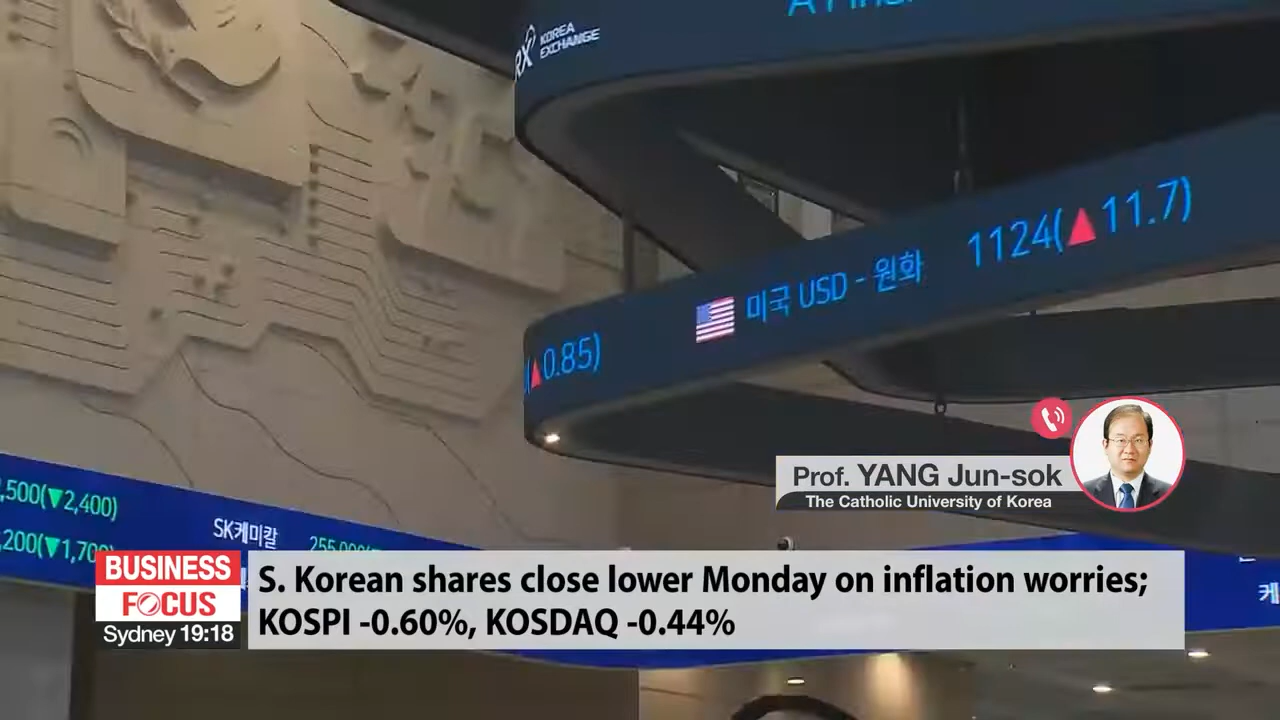 KRX KOREA
EXCHANGE
1124(▲11.7)
미국 USD - 원화
(▲0.85)
Prof. YANG Jun-sok
The Catholic University of Korea
,500(▼2,400)
SK케미칼
,200(▼1,700
BUSINESS
FOCUS
Sydney 19:18
S. Korean shares close lower Monday on inflation worries;
KOSPI -0.60%, KOSDAQ -0.44%